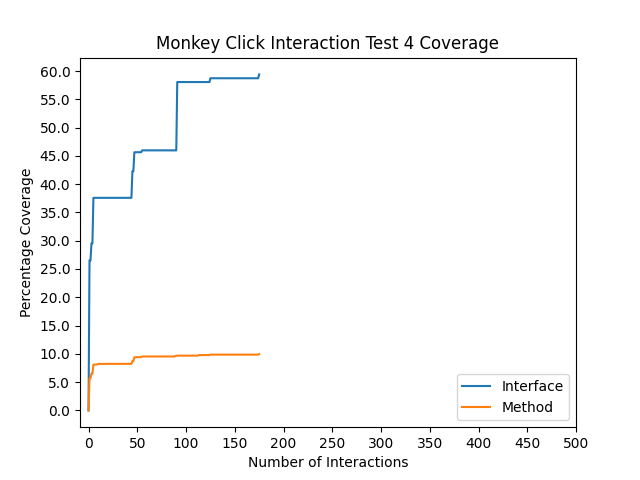 Monkey Click Interaction Test 4 Coverage
Percentage Coverage
60.0
55.0
50.0
45.0
40.0
35.0
30.0
25.0
20.0
15.0
10.0
5.0
0.0
Interface
Method
0 50 100 150 200 250 300 350 400 450 500
Number of Interactions